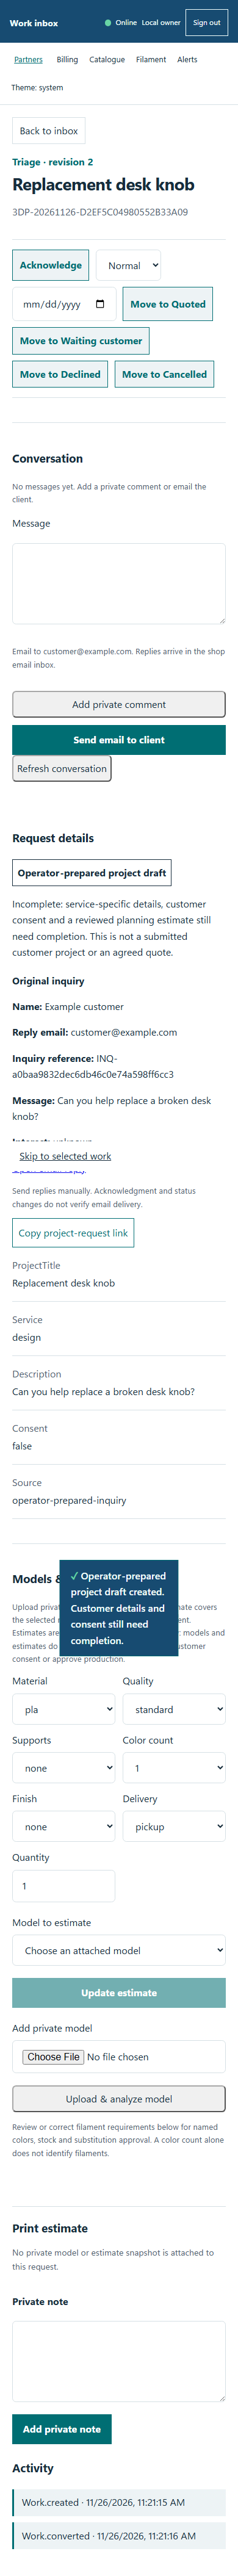 Work inbox
Online Local owner
Sign out
Partners Billing Catalogue Filament Alerts
Theme: system
Back to inbox
Triage · revision 2
Replacement desk knob
3DP-20261126-D2EF5C04980552B33A09
Acknowledge
Normal
mm/dd/yyyy
Move to Quoted
Move to Waiting customer
Move to Declined
Move to Cancelled
Conversation
No messages yet. Add a private comment or email the
client.
Message
Email to customer@example.com. Replies arrive in the shop
email inbox.
Add private comment
Send email to client
Refresh conversation
Request details
Operator-prepared project draft
Incomplete: service-specific details, customer
consent and a reviewed planning estimate still
need completion. This is not a submitted
customer project or an agreed quote.
Original inquiry
Name: Example customer
Reply email: customer@example.com
Inquiry reference: INQ-
a0baa9832dec6db46c0e74a598ff6cc3
Message: Can you help replace a broken desk
knob?
Skip to selected work
Send replies manually. Acknowledgment and status
changes do not verify email delivery.
Copy project-request link
ProjectTitle
Replacement desk knob
Service
design
Description
Can you help replace a broken desk knob?
Consent
false
Source
operator-prepared-inquiry
Models &
✓ Operator-prepared
project draft created.
Customer details and
consent still need
completion.
Upload privat
ate covers
the selected
ent.
Estimates are
models and
estimates do
ustomer
consent or approve production.
Material
Quality
pla
standard
Supports
Color count
none
1
Finish
Delivery
none
pickup
Quantity
1
Model to estimate
Choose an attached model
Update estimate
Add private model
Choose File No file chosen
Upload & analyze model
Review or correct filament requirements below for named
colors, stock and substitution approval. A color count alone
does not identify filaments.
Print estimate
No private model or estimate snapshot is attached to
this request.
Private note
Add private note
Activity
Work.created · 11/26/2026, 11:21:15 AM
Work.converted · 11/26/2026, 11:21:16 AM